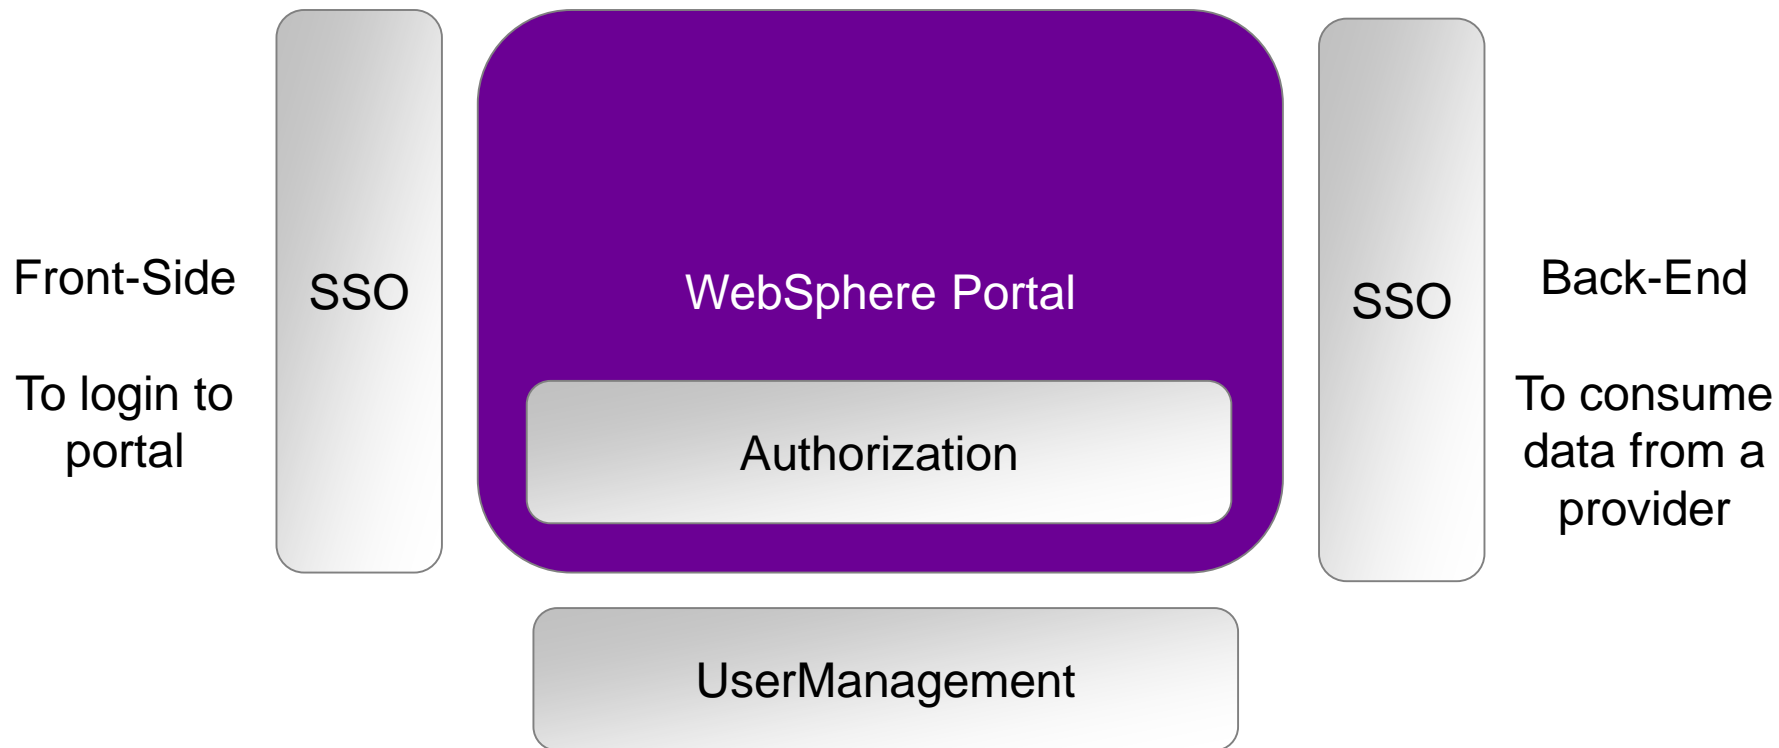 Front-Side
To login to
portal
SSO
WebSphere Portal
Authorization
UserManagement
SSO
Back-End
To consume
data from a
provider